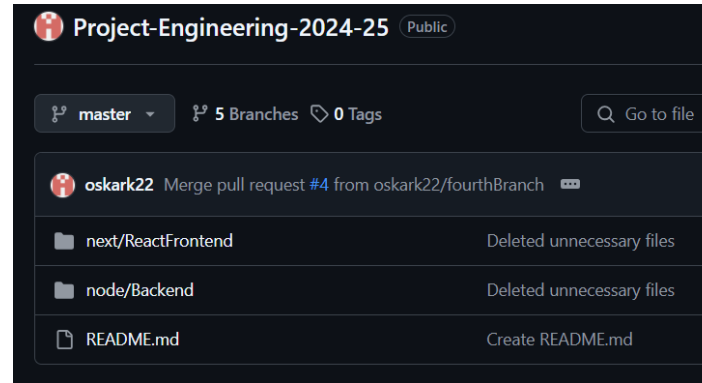 Project-Engineering-2024-25 Public
master 5 Branches 0 Tags Go to file
oskark22 Merge pull request #4 from oskark22/fourthBranch
next/ReactFrontend Deleted unnecessary files
node/Backend Deleted unnecessary files
README.md Create README.md